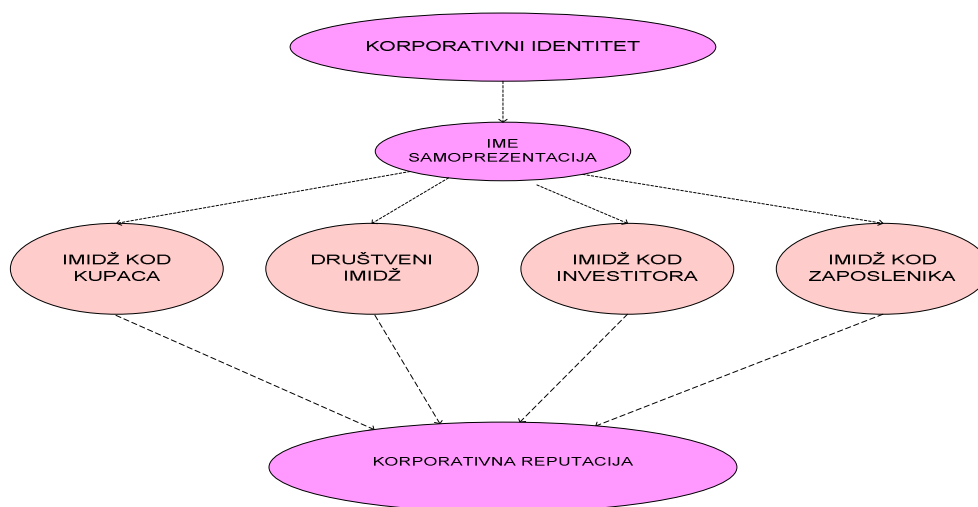 KORPORATIVNI IDENTITET
IME
SAMOPREZENTACIJA
IMIDŽ KOD
KUPACA
DRUŠTVENI
IMIDŽ
IMIDŽ KOD
INVESTITORA
IMIDŽ KOD
ZAPOSLENIKA
KORPORATIVNA REPUTACIJA